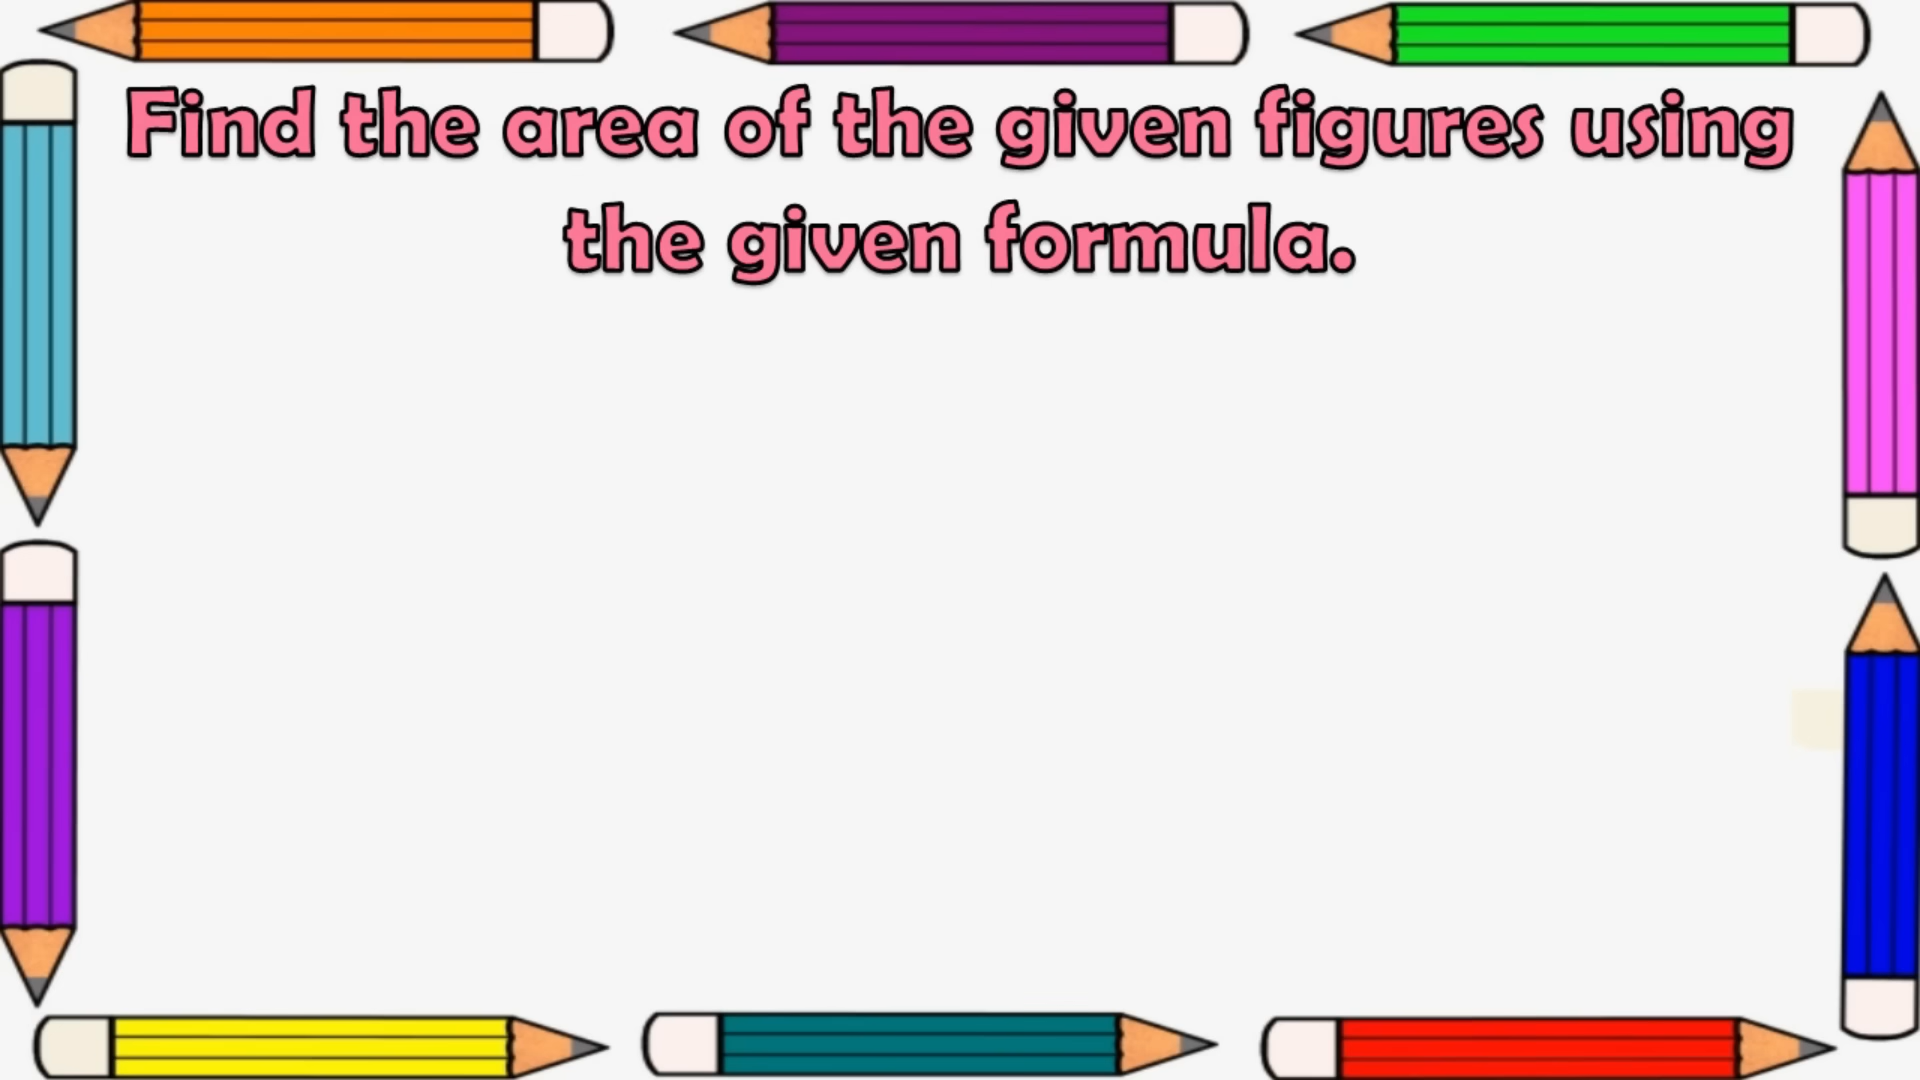 Find the area of the given figures using
the given formula.